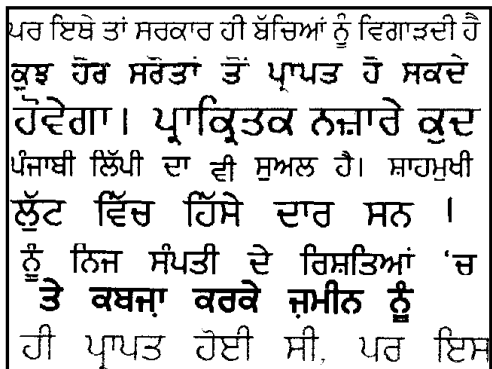 ਪਰ ਇਥੇ ਤਾਂ ਸਰਕਾਰ ਹੀ ਬੱਚਿਆਂ ਨੂੰ ਵਿਗਾੜਦੀ ਹੈ
ਕੁਝ ਹੋਰ ਸਰੋਤਾਂ ਤੋਂ ਪ੍ਰਾਪਤ ਹੋ ਸਕਦੇ
ਹੋਵੇਗਾ। ਪ੍ਰਾਕ੍ਰਿਤਕ ਨਜ਼ਾਰੇ ਕੁਦ
ਪੰਜਾਬੀ ਲਿੱਪੀ ਦਾ ਵੀ ਸੁਅਲ ਹੈ। ਸ਼ਾਹਮੁਖੀ
ਲੁੱਟ ਵਿੱਚ ਹਿੱਸੇ ਦਾਰ ਸਨ ।
ਨੂੰ ਨਿਜ ਸੰਪਤੀ ਦੇ ਰਿਸ਼ਤਿਆਂ 'ਚ
ਤੇ ਕਬਜ਼ਾ ਕਰਕੇ ਜ਼ਮੀਨ ਨੂੰ
ਹੀ ਪ੍ਰਾਪਤ ਹੋਈ ਸੀ, ਪਰ ਇਸ